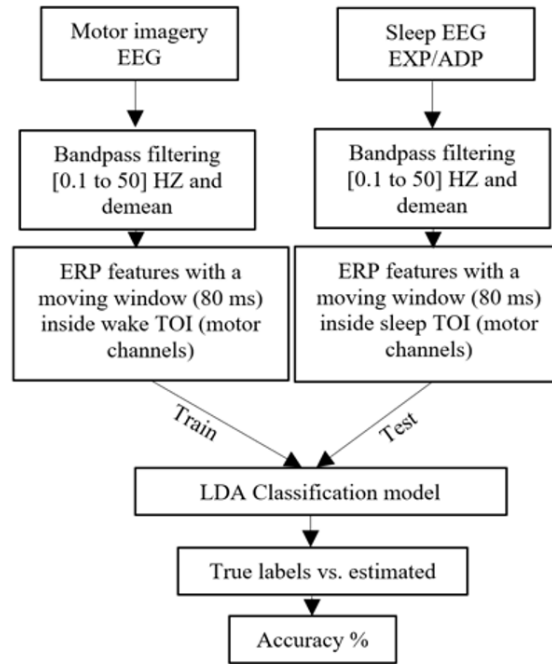 Motor imagery
EEG
Sleep EEG
EXP/ADP
Bandpass filtering
[0.1 to 50] HZ and
demean
Bandpass filtering
[0.1 to 50] HZ and
demean
ERP features with a
moving window (80 ms)
inside wake TOI (motor
channels)
ERP features with a
moving window (80 ms)
inside sleep TOI (motor
channels)
Train
Test
LDA Classification model
True labels vs. estimated
Accuracy %